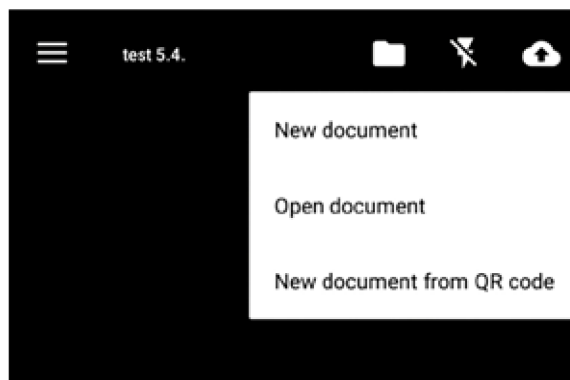 test 5.4.
New document
Open document
New document from QR code